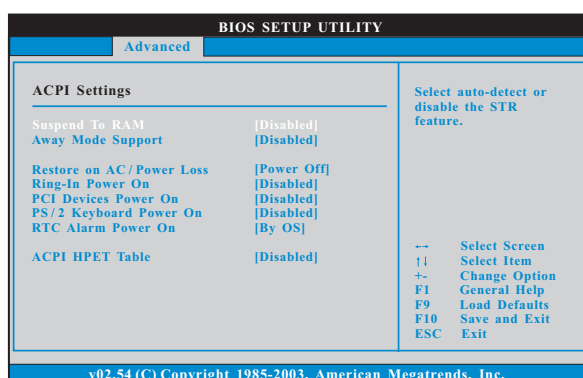 BIOS SETUP UTILITY
Advanced
ACPI Settings
Suspend To RAM [Disabled]
Away Mode Support [Disabled]
Restore on AC / Power Loss [Power Off]
Ring-In Power On [Disabled]
PCI Devices Power On [Disabled]
PS / 2 Keyboard Power On [Disabled]
RTC Alarm Power On [By OS]
ACPI HPET Table [Disabled]
Select auto-detect or
disable the STR
feature.
←→ Select Screen
↑↓ Select Item
+- Change Option
F1 General Help
F9 Load Defaults
F10 Save and Exit
ESC Exit
v02.54 (C) Copyright 1985-2003, American Megatrends, Inc.